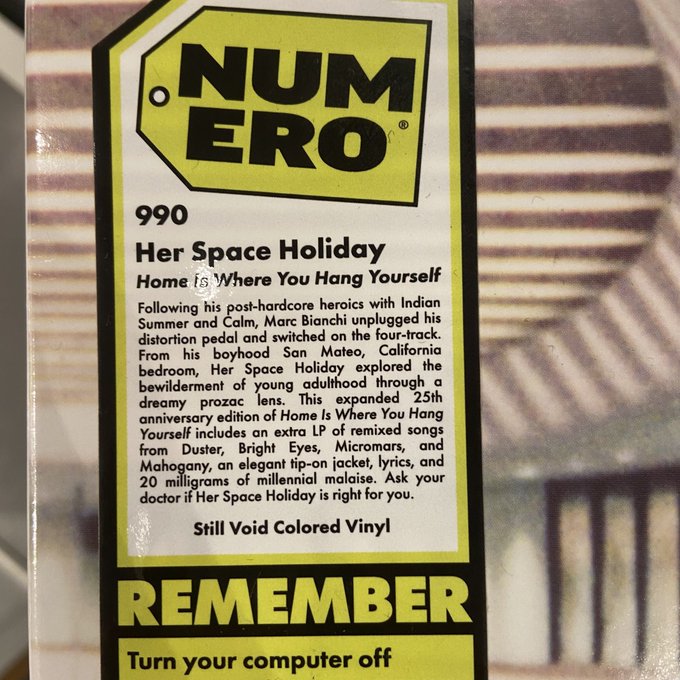 NUM
ERO®
990
Her Space Holiday
Home is Where You Hang Yourself
Following his post-hardcore heroics with Indian
Summer and Calm, Marc Bianchi unplugged his
distortion pedal and switched on the four-track.
From his boyhood San Mateo, California
bedroom, Her Space Holiday explored the
bewilderment of young adulthood through a
dreamy prozac lens. This expanded 25th
anniversary edition of Home Is Where You Hang
Yourself includes an extra LP of remixed songs
from Duster, Bright Eyes, Micromars, and
Mahogany, an elegant tip-on jacket, lyrics, and
20 milligrams of millennial malaise. Ask your
doctor if Her Space Holiday is right for you.
Still Void Colored Vinyl
REMEMBER
Turn your computer off